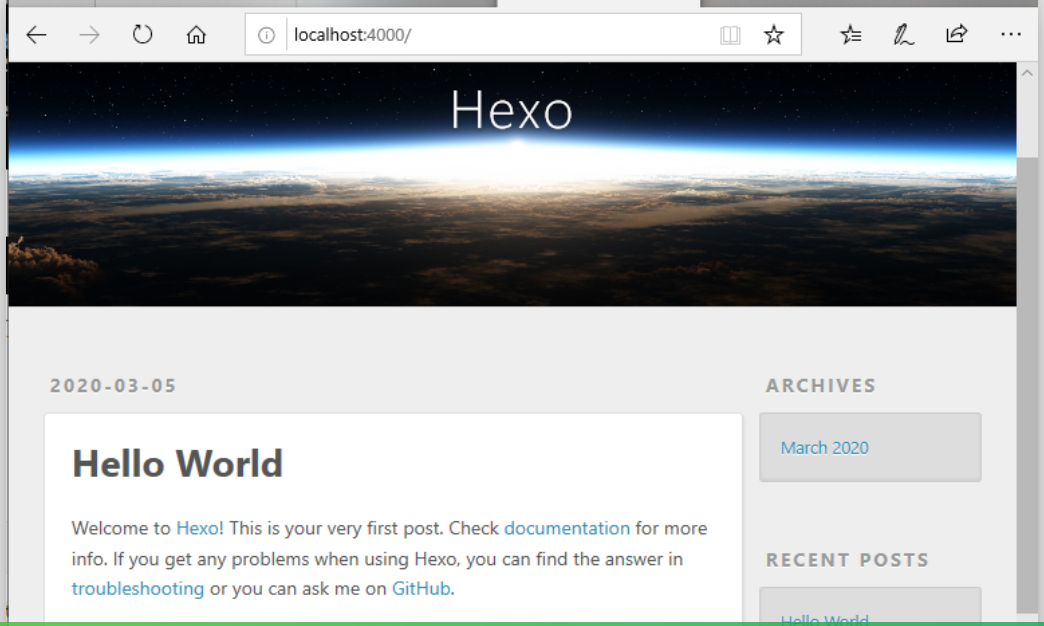 localhost:4000/
Hexo
2020-03-05
Hello World
Welcome to Hexo! This is your very first post. Check documentation for more
info. If you get any problems when using Hexo, you can find the answer in
troubleshooting or you can ask me on GitHub.
ARCHIVES
March 2020
RECENT POSTS
Hello World